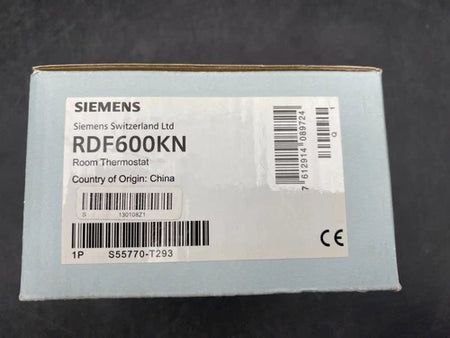 SIEMENS
Siemens Switzerland Ltd
RDF600KN
Room Thermostat
Country of Origin: China
S 130108Z1
1P S55770-T293
7 612914 089724
Q 1
CE